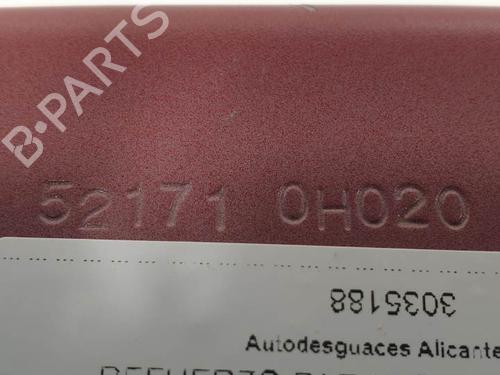 B-PARTS
52171 0H020
3035188
Autodesguaces Alicante